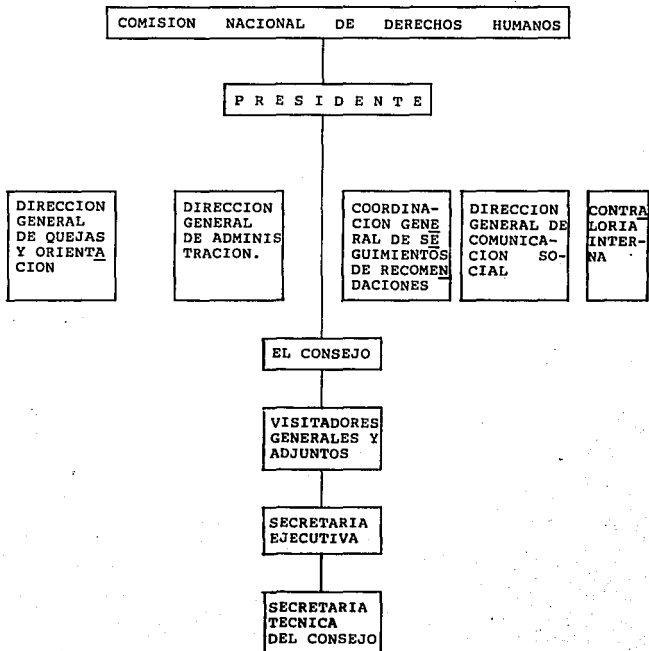 COMISION NACIONAL DE DERECHOS HUMANOS
P R E S I D E N T E
DIRECCION
GENERAL
DE QUEJAS
Y ORIENTA
CION
DIRECCION
GENERAL
DE ADMINIS
TRACION.
COORDINA-
CION GENE
RAL DE SE
GUIMIENTOS
DE RECOMEN
DACIONES
DIRECCION
GENERAL DE
COMUNICA-
CION SO-
CIAL
CONTRA
LORIA
INTER-
NA
EL CONSEJO
VISITADORES
GENERALES Y
ADJUNTOS
SECRETARIA
EJECUTIVA
SECRETARIA
TECNICA
DEL CONSEJO